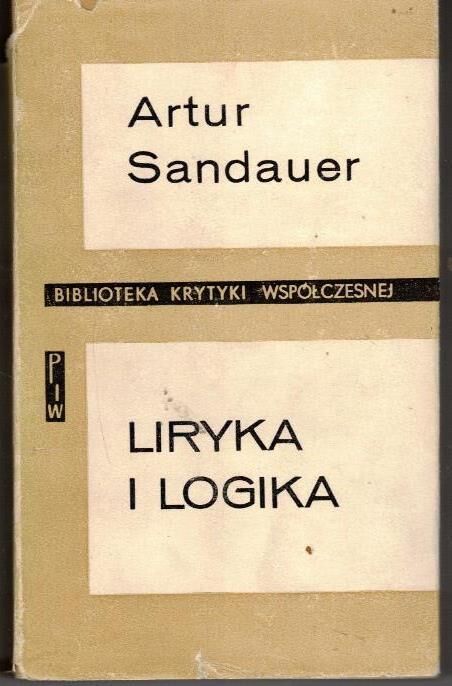 Artur
Sandauer
BIBLIOTEKA KRYTYKI WSPÓŁCZESNEJ
PIW
LIRYKA
I LOGIKA